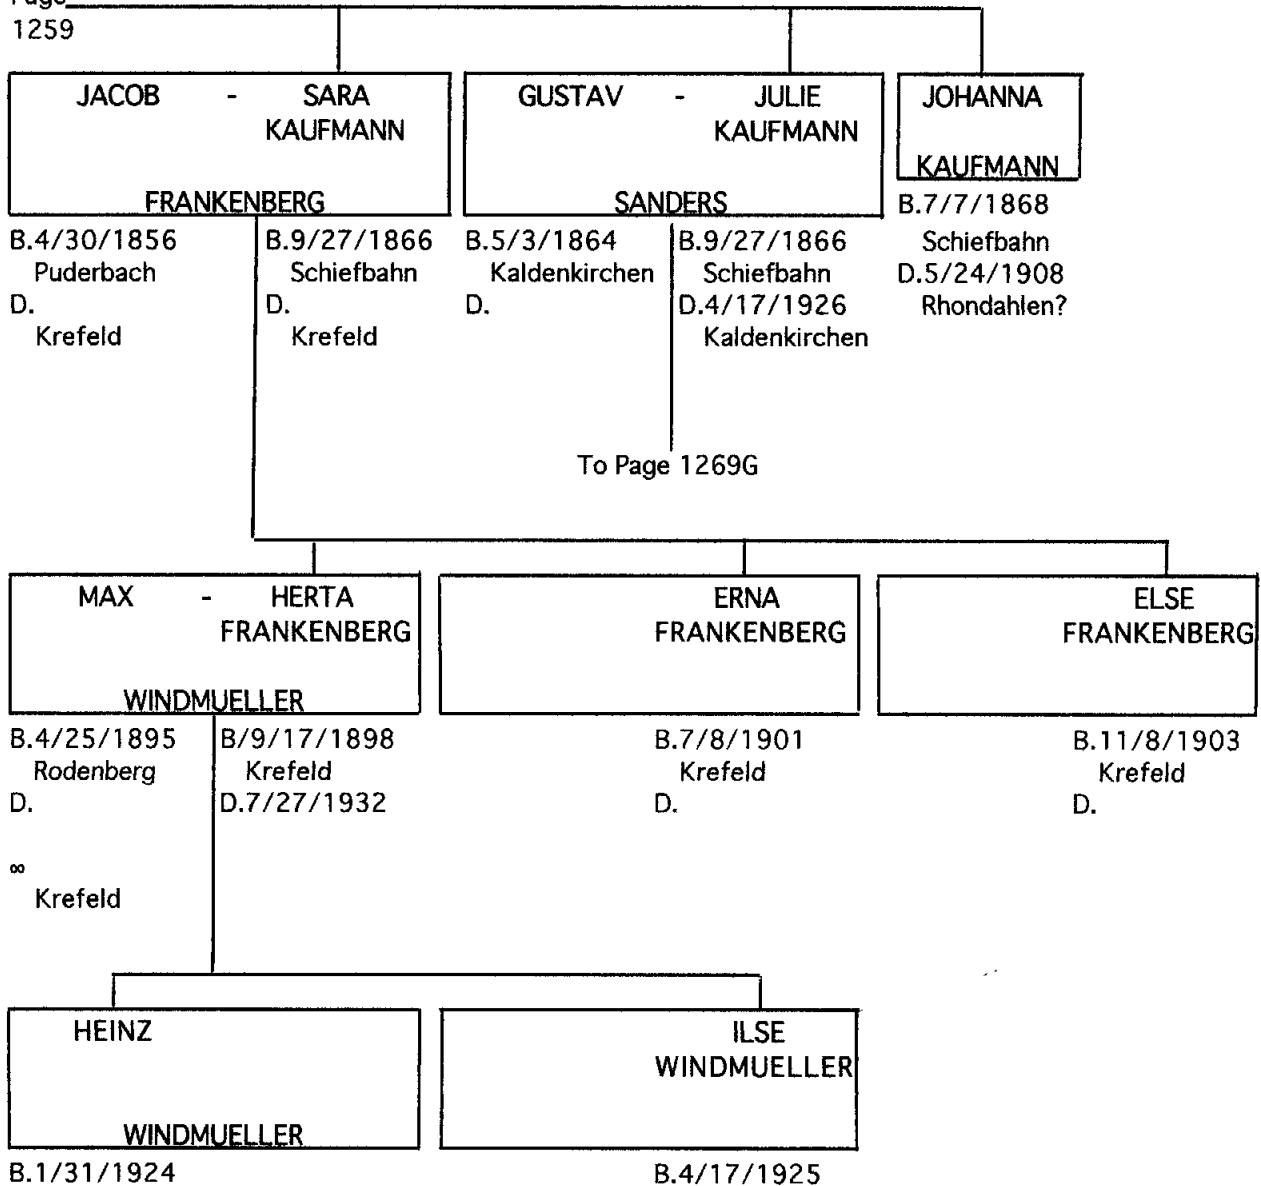 Page
1259
JACOB - SARA
KAUFMANN
FRANKENBERG
B.4/30/1856
Puderbach
D.
Krefeld
B.9/27/1866
Schiefbahn
D.
Krefeld
GUSTAV - JULIE
KAUFMANN
SANDERS
B.5/3/1864
Kaldenkirchen
D.
B.9/27/1866
Schiefbahn
D.4/17/1926
Kaldenkirchen
To Page 1269G
JOHANNA
KAUFMANN
B.7/7/1868
Schiefbahn
D.5/24/1908
Rhondahlen?
MAX - HERTA
FRANKENBERG
WINDMUELLER
B.4/25/1895
Rodenberg
D.
∞
Krefeld
B/9/17/1898
Krefeld
D.7/27/1932
ERNA
FRANKENBERG
B.7/8/1901
Krefeld
D.
ELSE
FRANKENBERG
B.11/8/1903
Krefeld
D.
HEINZ
WINDMUELLER
B.1/31/1924
ILSE
WINDMUELLER
B.4/17/1925